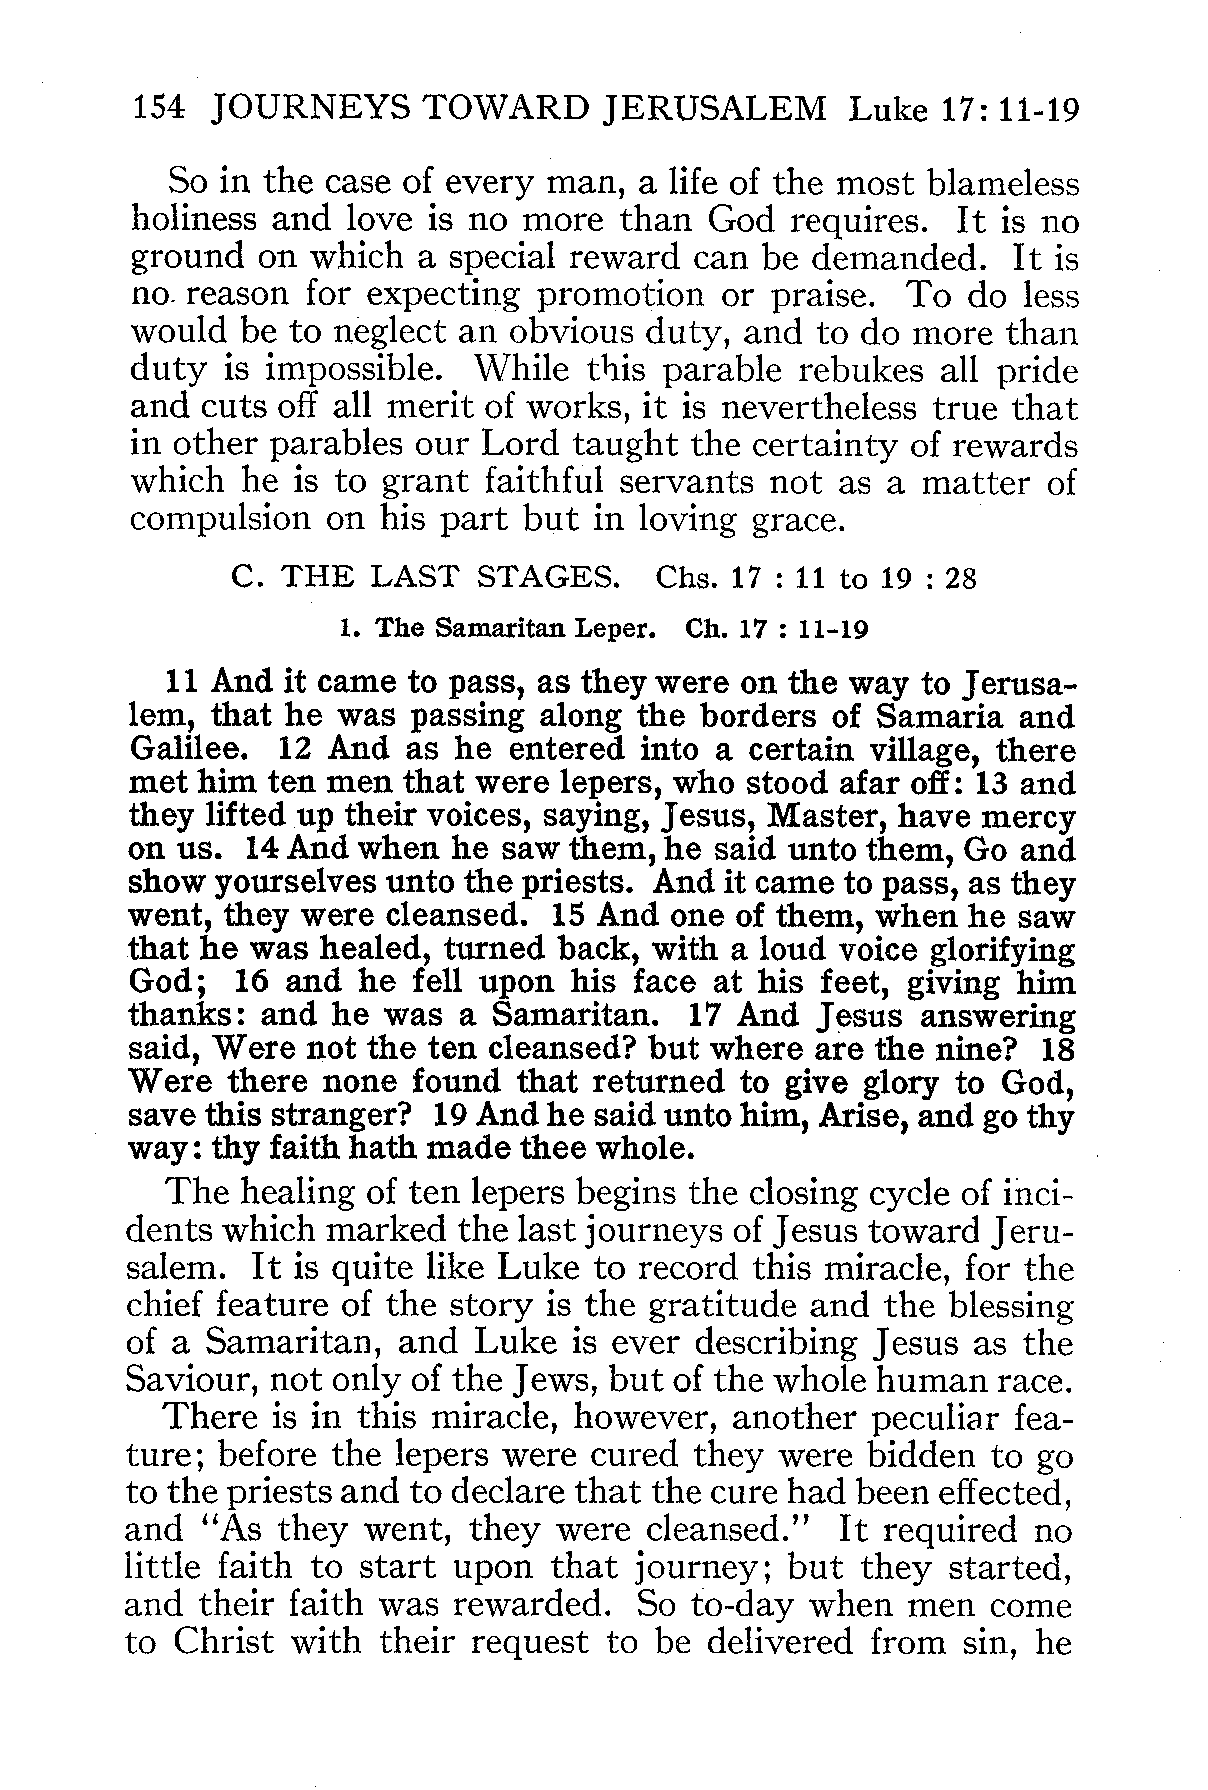 154 JOURNEYS TOWARD JERUSALEM Luke 17: 11-19
So in the case of every man, a life of the most blameless
holiness and love is no more than God requires. It is no
ground on which a special reward can be demanded. It is
no reason for expecting promotion or praise. To do less
would be to neglect an obvious duty, and to do more than
duty is impossible. While this parable rebukes all pride
and cuts off all merit of works, it is nevertheless true that
in other parables our Lord taught the certainty of rewards
which he is to grant faithful servants not as a matter of
compulsion on his part but in loving grace.
C. THE LAST STAGES. Chs. 17 : 11 to 19 : 28
1. The Samaritan Leper. Ch. 17 : 11-19
11 And it came to pass, as they were on the way to Jerusa-
lem, that he was passing along the borders of Samaria and
Galilee. 12 And as he entered into a certain village, there
met him ten men that were lepers, who stood afar off: 13 and
they lifted up their voices, saying, Jesus, Master, have mercy
on us. 14 And when he saw them, he said unto them, Go and
show yourselves unto the priests. And it came to pass, as they
went, they were cleansed. 15 And one of them, when he saw
that he was healed, turned back, with a loud voice glorifying
God; 16 and he fell upon his face at his feet, giving him
thanks: and he was a Samaritan. 17 And Jesus answering
said, Were not the ten cleansed? but where are the nine? 18
Were there none found that returned to give glory to God,
save this stranger? 19 And he said unto him, Arise, and go thy
way: thy faith hath made thee whole.
The healing of ten lepers begins the closing cycle of inci-
dents which marked the last journeys of Jesus toward Jeru-
salem. It is quite like Luke to record this miracle, for the
chief feature of the story is the gratitude and the blessing
of a Samaritan, and Luke is ever describing Jesus as the
Saviour, not only of the Jews, but of the whole human race.
There is in this miracle, however, another peculiar fea-
ture; before the lepers were cured they were bidden to go
to the priests and to declare that the cure had been effected,
and "As they went, they were cleansed." It required no
little faith to start upon that journey; but they started,
and their faith was rewarded. So to-day when men come
to Christ with their request to be delivered from sin, he